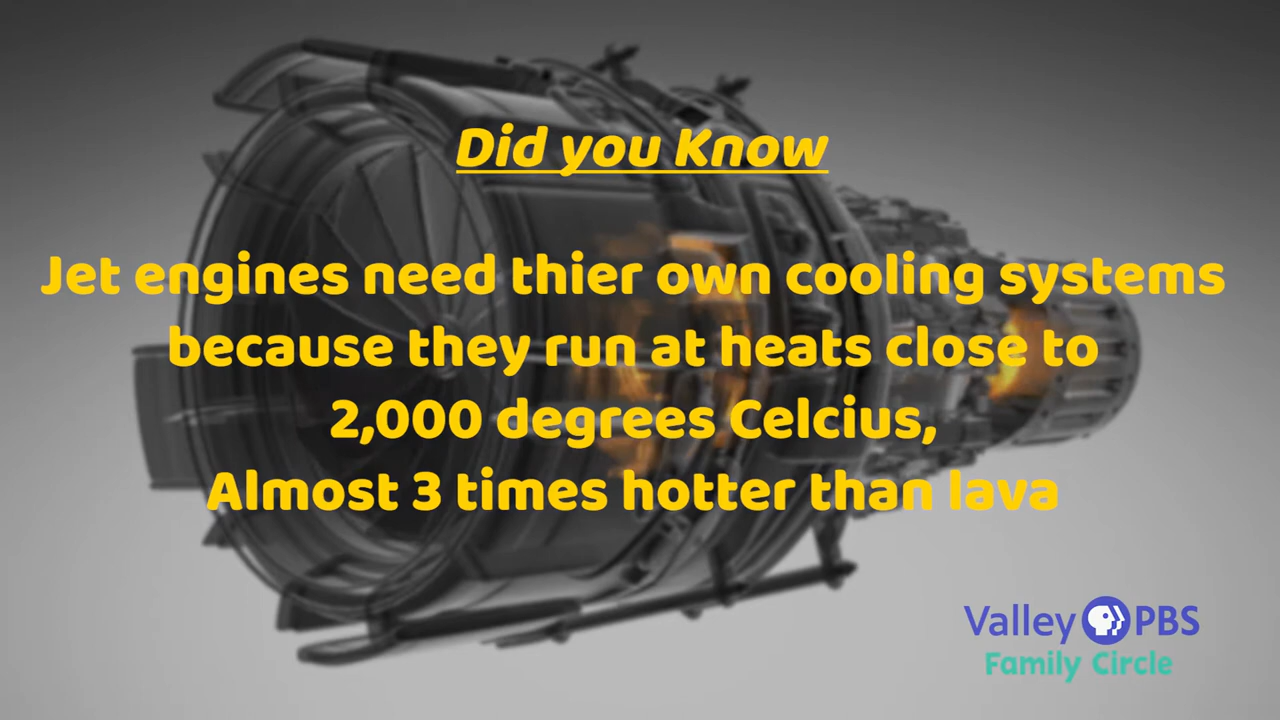 Did you Know
Jet engines need thier own cooling systems
because they run at heats close to
2,000 degrees Celcius,
Almost 3 times hotter than lava
Valley PBS
Family Circle